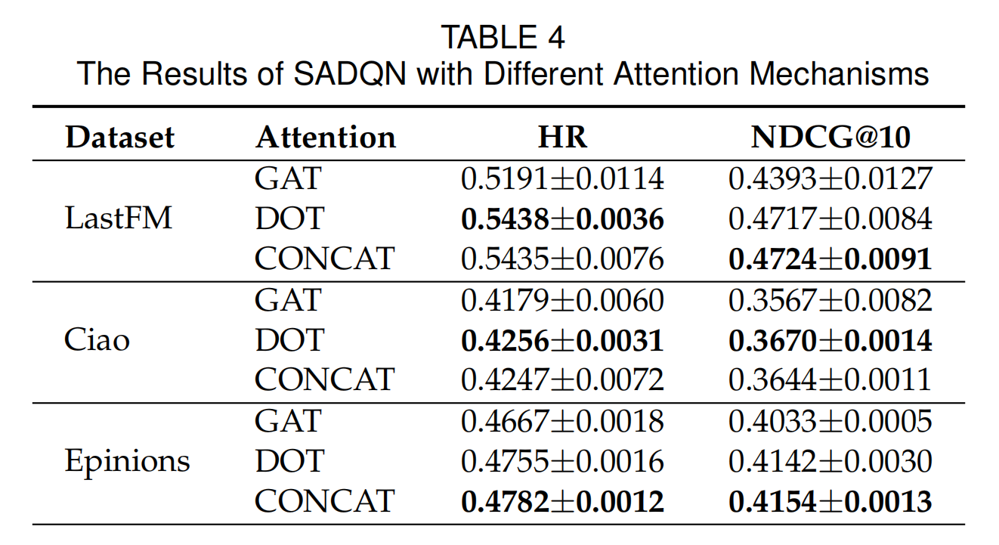 TABLE 4
The Results of SADQN with Different Attention Mechanisms
Dataset Attention HR NDCG@10
GAT 0.5191±0.0114 0.4393±0.0127
LastFM DOT 0.5438±0.0036 0.4717±0.0084
CONCAT 0.5435±0.0076 0.4724±0.0091
GAT 0.4179±0.0060 0.3567±0.0082
Ciao DOT 0.4256±0.0031 0.3670±0.0014
CONCAT 0.4247±0.0072 0.3644±0.0011
GAT 0.4667±0.0018 0.4033±0.0005
Epinions DOT 0.4755±0.0016 0.4142±0.0030
CONCAT 0.4782±0.0012 0.4154±0.0013